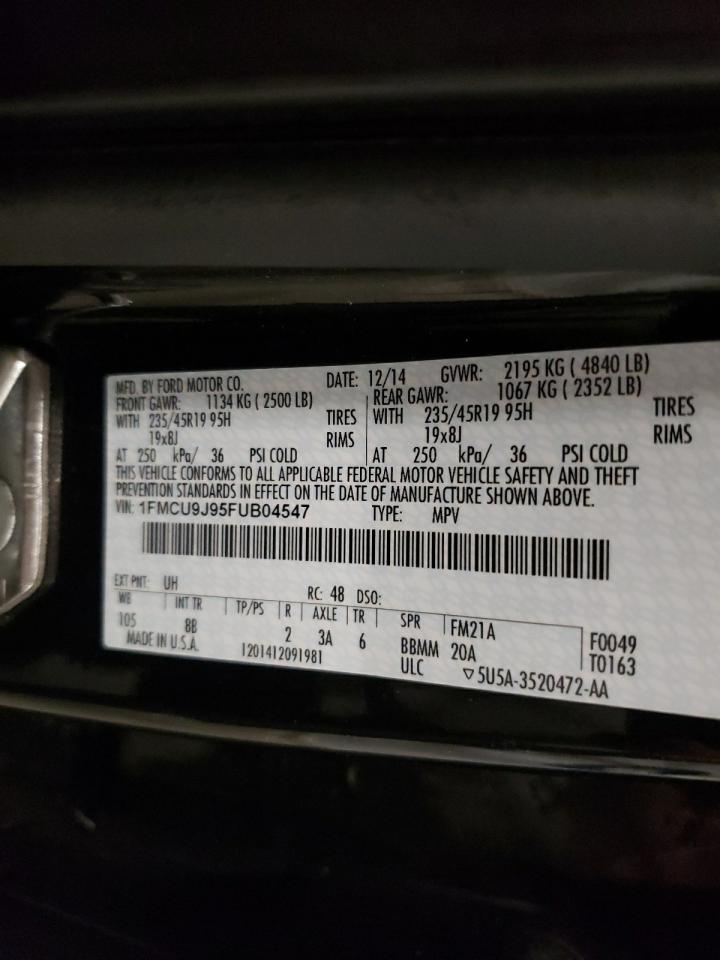 MFD. BY FORD MOTOR CO. DATE: 12/14 GVWR: 2195 KG ( 4840 LB)
FRONT GAWR: 1134 KG ( 2500 LB) REAR GAWR: 1067 KG ( 2352 LB)
WITH 235/45R19 95H TIRES WITH 235/45R19 95H TIRES
19x8J RIMS 19x8J RIMS
AT 250 kPa/ 36 PSI COLD AT 250 kPa/ 36 PSI COLD
THIS VEHICLE CONFORMS TO ALL APPLICABLE FEDERAL MOTOR VEHICLE SAFETY AND THEFT
PREVENTION STANDARDS IN EFFECT ON THE DATE OF MANUFACTURE SHOWN ABOVE.
VIN: 1FMCU9J95FUB04547 TYPE: MPV
EXT PNT: UH RC: 48 DSO:
WB INT TR TP/PS R AXLE TR SPR FM21A F0049
105 8B 2 3A 6 BBMM 20A T0163
MADE IN U.S.A. 1201412091981 ULC ▽5U5A-3520472-AA